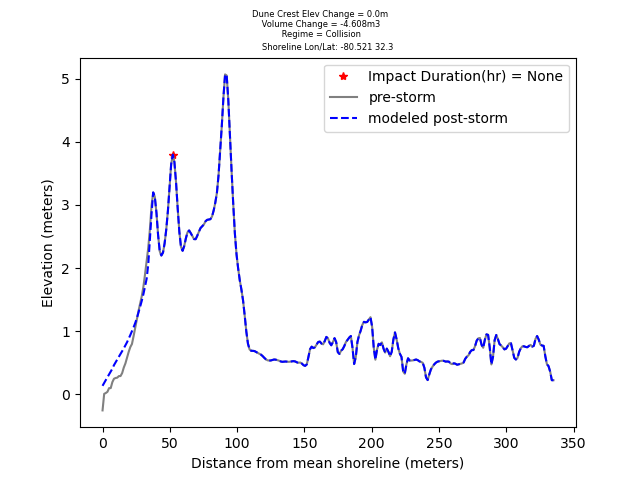 Dune Crest Elev Change = 0.0m
Volume Change = -4.608m3
Regime = Collision
Shoreline Lon/Lat: -80.521 32.3
Impact Duration(hr) = None
pre-storm
modeled post-storm
Elevation (meters)
5
4
3
2
1
0
0 50 100 150 200 250 300 350
Distance from mean shoreline (meters)